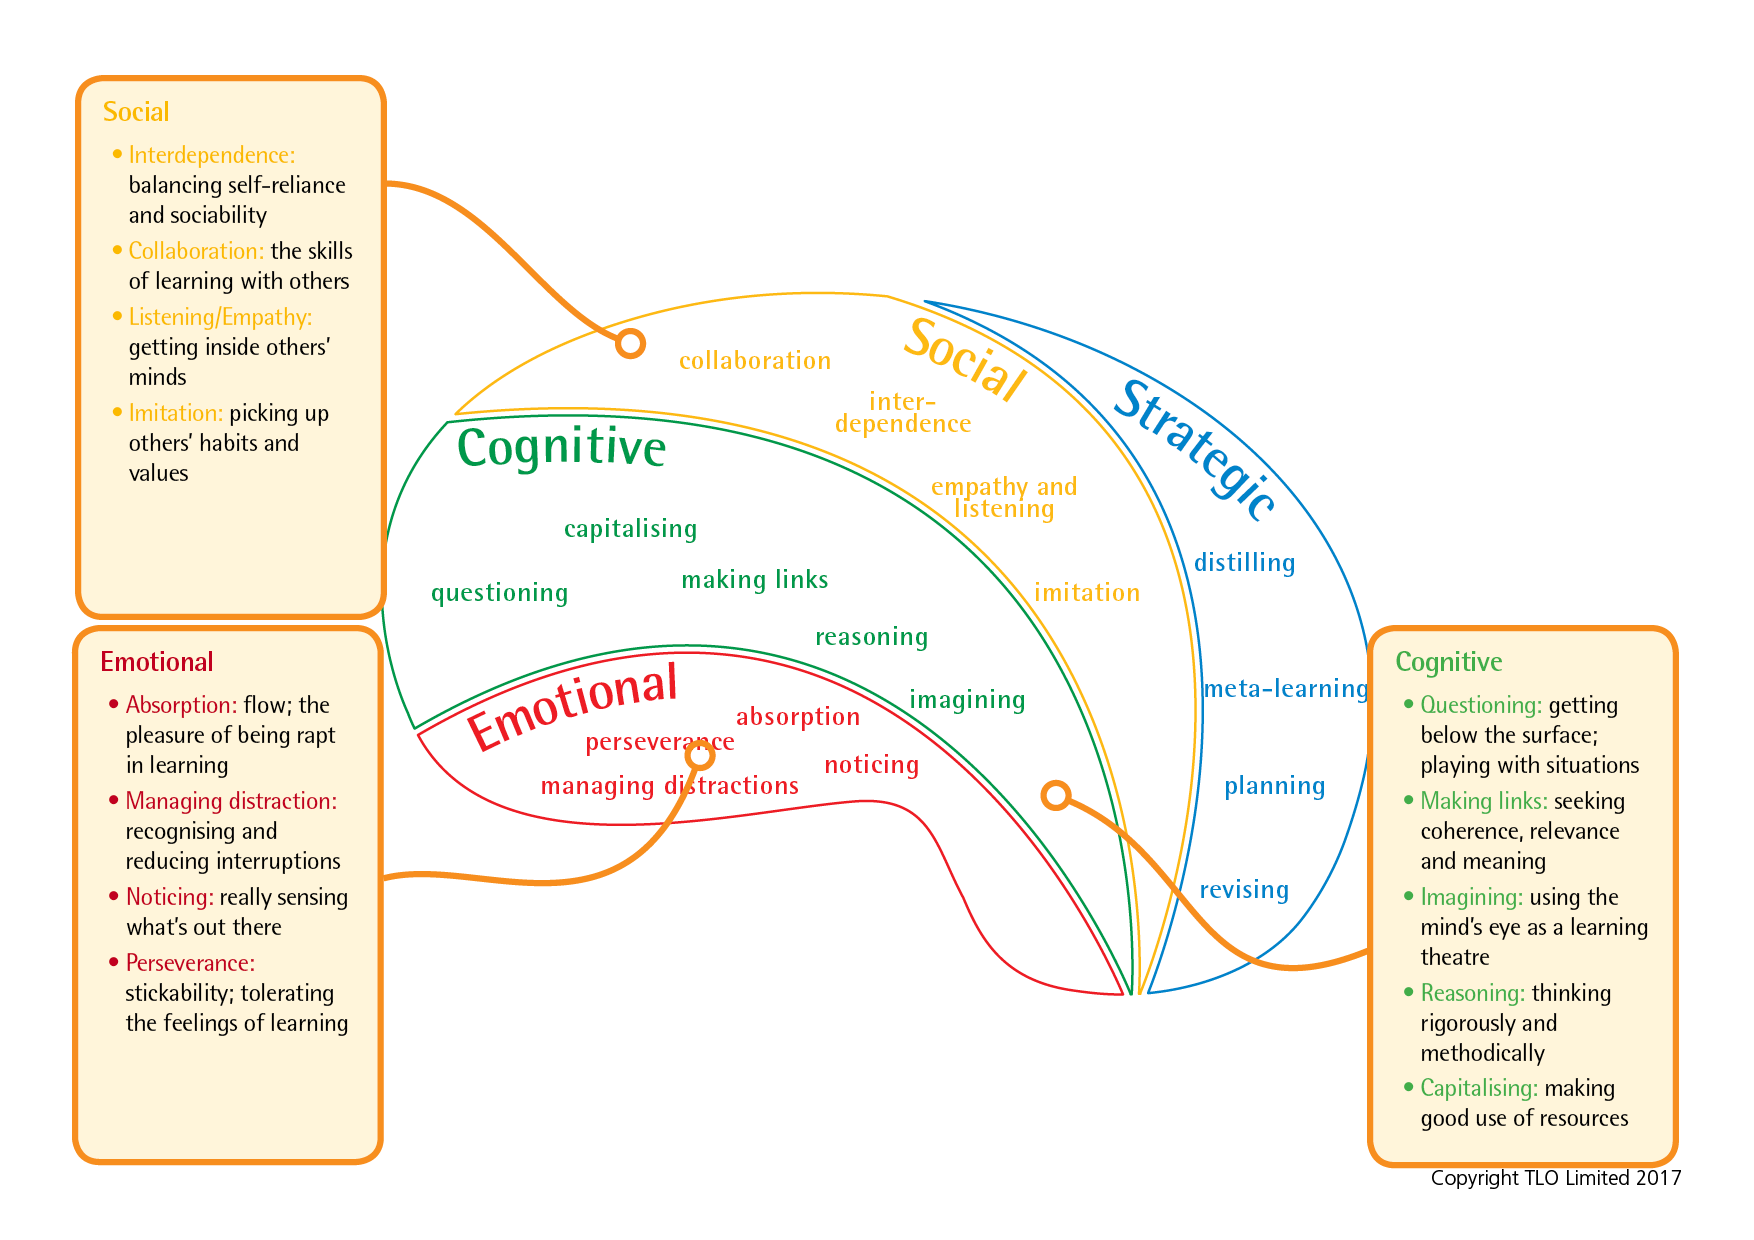 Social
• Interdependence:
balancing self-reliance
and sociability
• Collaboration: the skills
of learning with others
• Listening/Empathy:
getting inside others’
minds
• Imitation: picking up
others’ habits and
values
Emotional
• Absorption: flow; the
pleasure of being rapt
in learning
• Managing distraction:
recognising and
reducing interruptions
• Noticing: really sensing
what’s out there
• Perseverance:
stickability; tolerating
the feelings of learning
Social
collaboration
inter-
dependence
empathy and
listening
imitation
Cognitive
capitalising
questioning
making links
reasoning
imagining
Emotional
absorption
perseverance
noticing
managing distractions
Strategic
distilling
meta-learning
planning
revising
Cognitive
• Questioning: getting
below the surface;
playing with situations
• Making links: seeking
coherence, relevance
and meaning
• Imagining: using the
mind’s eye as a learning
theatre
• Reasoning: thinking
rigorously and
methodically
• Capitalising: making
good use of resources
Copyright TLO Limited 2017